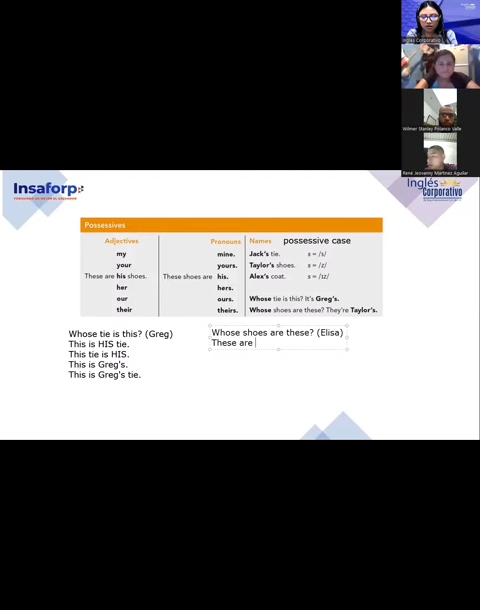 Inglés Corporativo
Wilmer Stanley Polanco Valle
Rene Jeovanny Martinez Aguilar
Insaforp
Inglés
Corporativo
Possessives
Adjectives Pronouns Names possessive case
my mine. Jack's tie. s = /s/
your yours. Taylor's shoes. s = /z/
These are his shoes. These shoes are his. Alex's coat. s = /ɪz/
her hers.
our ours. Whose tie is this? It's Greg's.
their theirs. Whose shoes are these? They're Taylor's.
Whose tie is this? (Greg)
This is HIS tie.
This tie is HIS.
This is Greg's.
This is Greg's tie.
Whose shoes are these? (Elisa)
These are